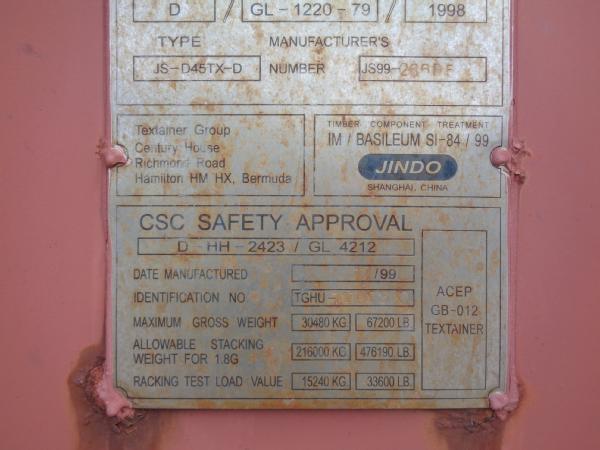 D / GL-1220-79 / 1998
TYPE MANUFACTURER'S
JS-D45TX-D NUMBER JS99-
Textainer Group
Century House
Richmond Road
Hamilton HM HX, Bermuda
TIMBER COMPONENT TREATMENT
IM / BASILEUM SI-84 / 99
JINDO
SHANGHAI, CHINA
CSC SAFETY APPROVAL
D-HH-2423 / GL 4212
DATE MANUFACTURED /99
IDENTIFICATION NO. TGHU-
MAXIMUM GROSS WEIGHT 30480 KG 67200 LB
ALLOWABLE STACKING
WEIGHT FOR 1.8G 216000 KG 476190 LB
RACKING TEST LOAD VALUE 15240 KG 33600 LB
ACEP
GB-012
TEXTAINER